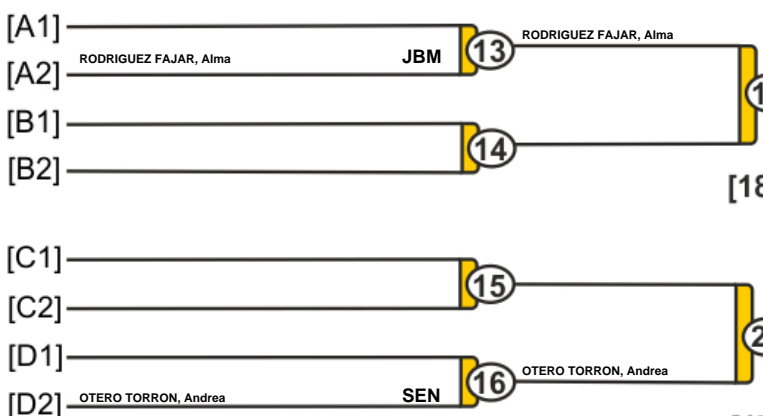 [A1]
RODRIGUEZ FAJAR, Alma
[A2] RODRIGUEZ FAJAR, Alma JBM 13
[B1]
14
[B2]
[C1]
15
[C2]
[D1]
OTERO TORRON, Andrea
16
[D2] OTERO TORRON, Andrea SEN